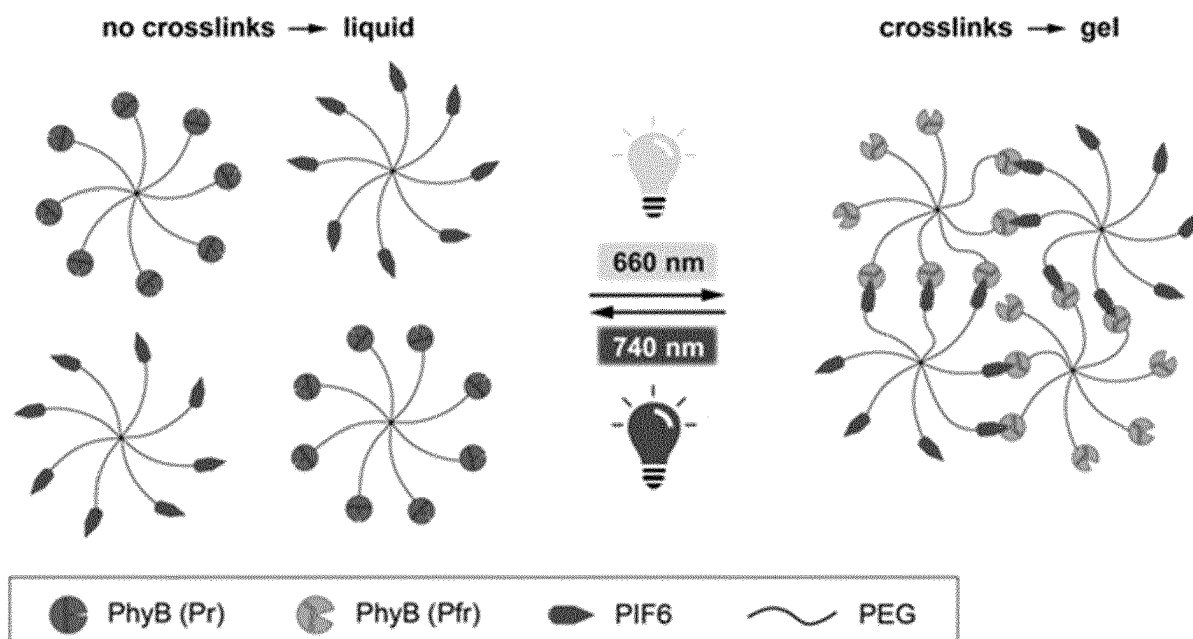 no crosslinks → liquid
crosslinks → gel
660 nm
740 nm
PhyB (Pr)
PhyB (Pfr)
PIF6
PEG